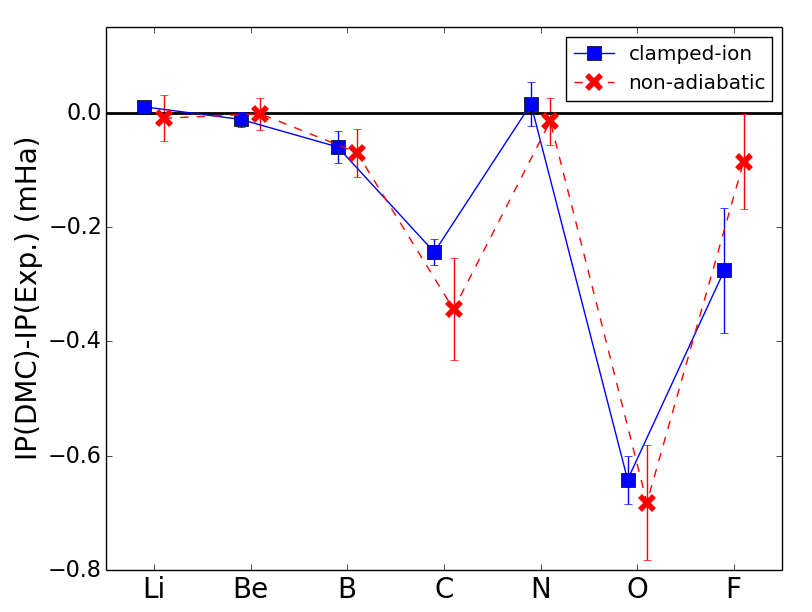 clamped-ion
non-adiabatic
IP(DMC)-IP(Exp.) (mHa)
0.0
−0.2
−0.4
−0.6
−0.8
Li Be B C N O F